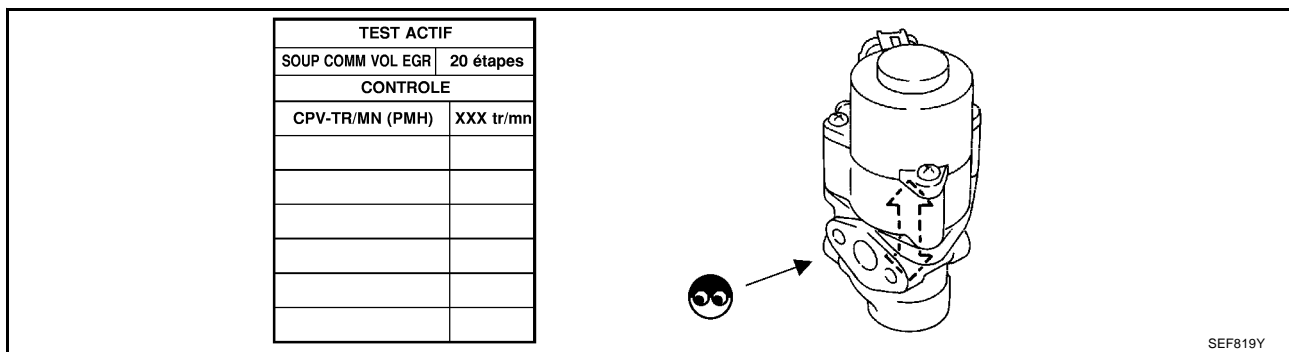 TEST ACTIF
SOUP COMM VOL EGR 20 étapes
CONTROLE
CPV-TR/MN (PMH) XXX tr/mn
SEF819Y